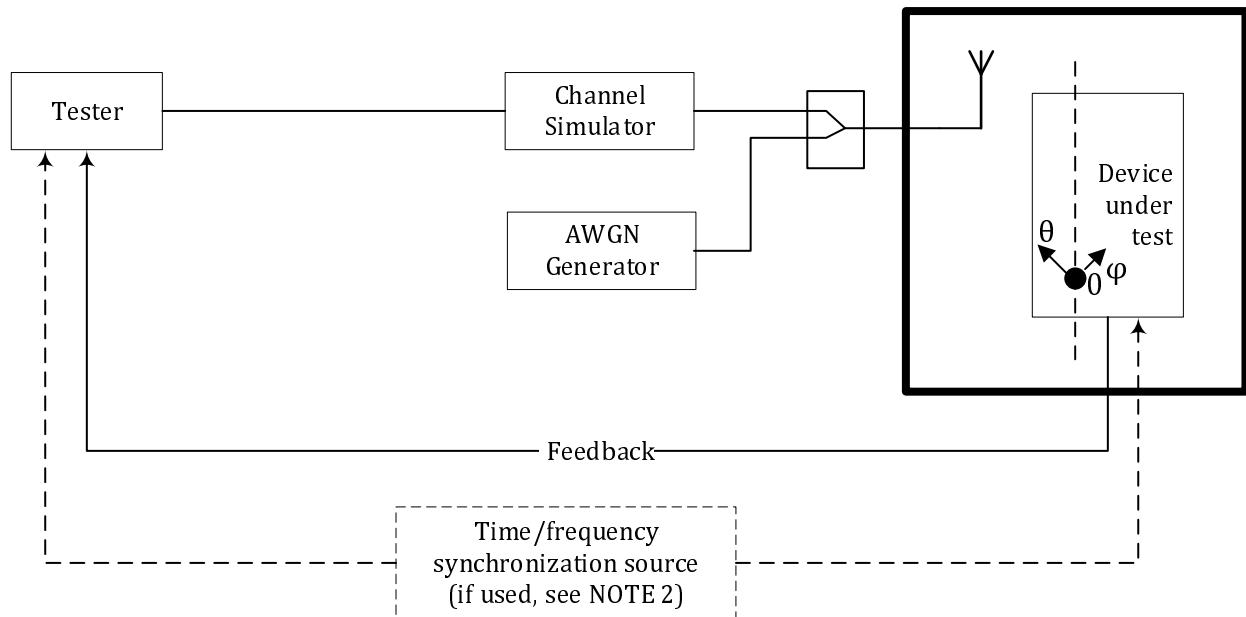 Tester
Channel
Simulator
AWGN
Generator
Device
under
test
θ
0
φ
Feedback
Time/frequency
synchronization source
(if used, see NOTE 2)